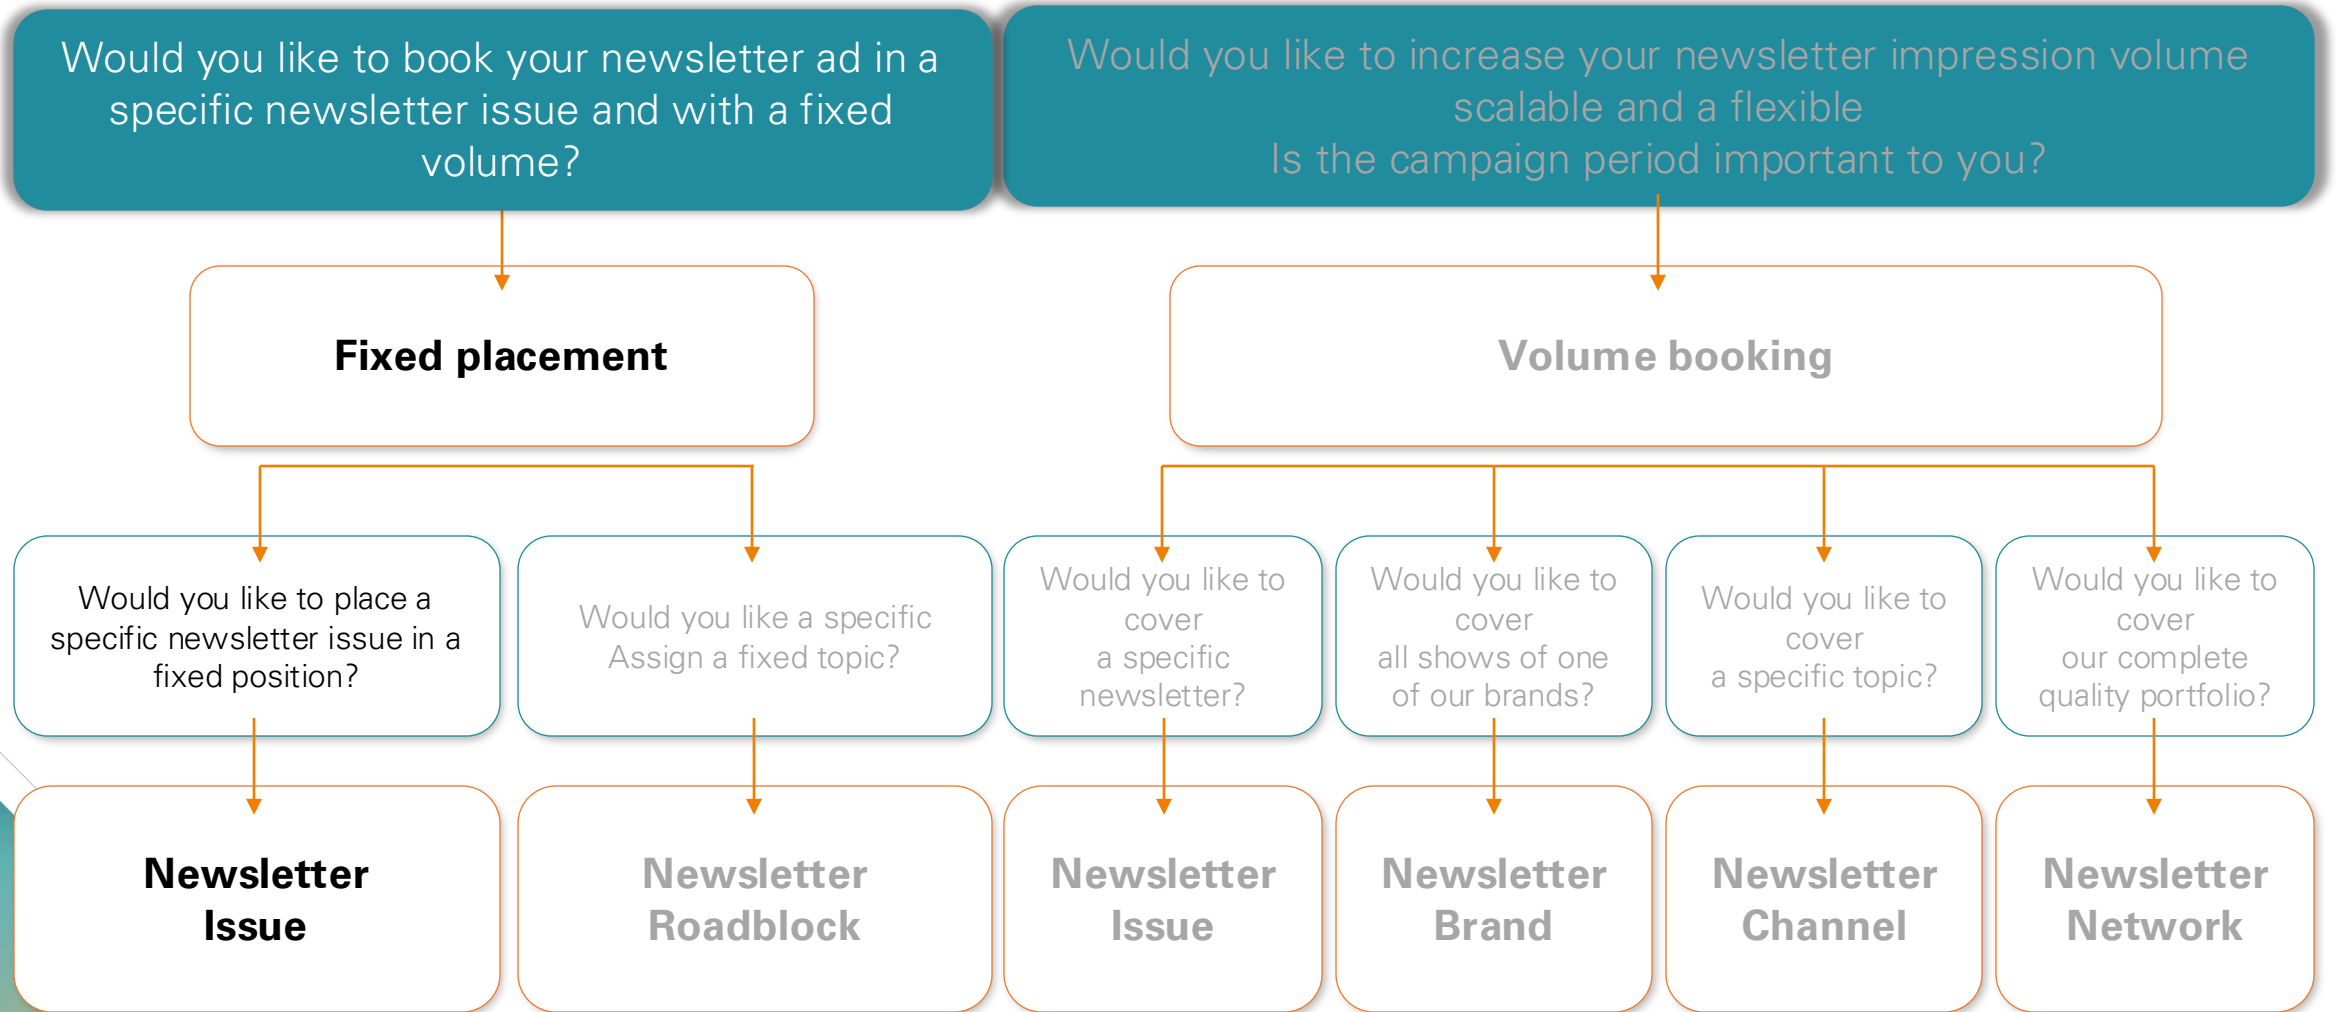 Would you like to book your newsletter ad in a
specific newsletter issue and with a fixed
volume?
Would you like to increase your newsletter impression volume
scalable and a flexible
Is the campaign period important to you?
Fixed placement
Volume booking
Would you like to place a
specific newsletter issue in a
fixed position?
Would you like a specific
Assign a fixed topic?
Would you like to
cover
a specific
newsletter?
Would you like to
cover
all shows of one
of our brands?
Would you like to
cover
a specific topic?
Would you like to
cover
our complete
quality portfolio?
Newsletter
Issue
Newsletter
Roadblock
Newsletter
Issue
Newsletter
Brand
Newsletter
Channel
Newsletter
Network